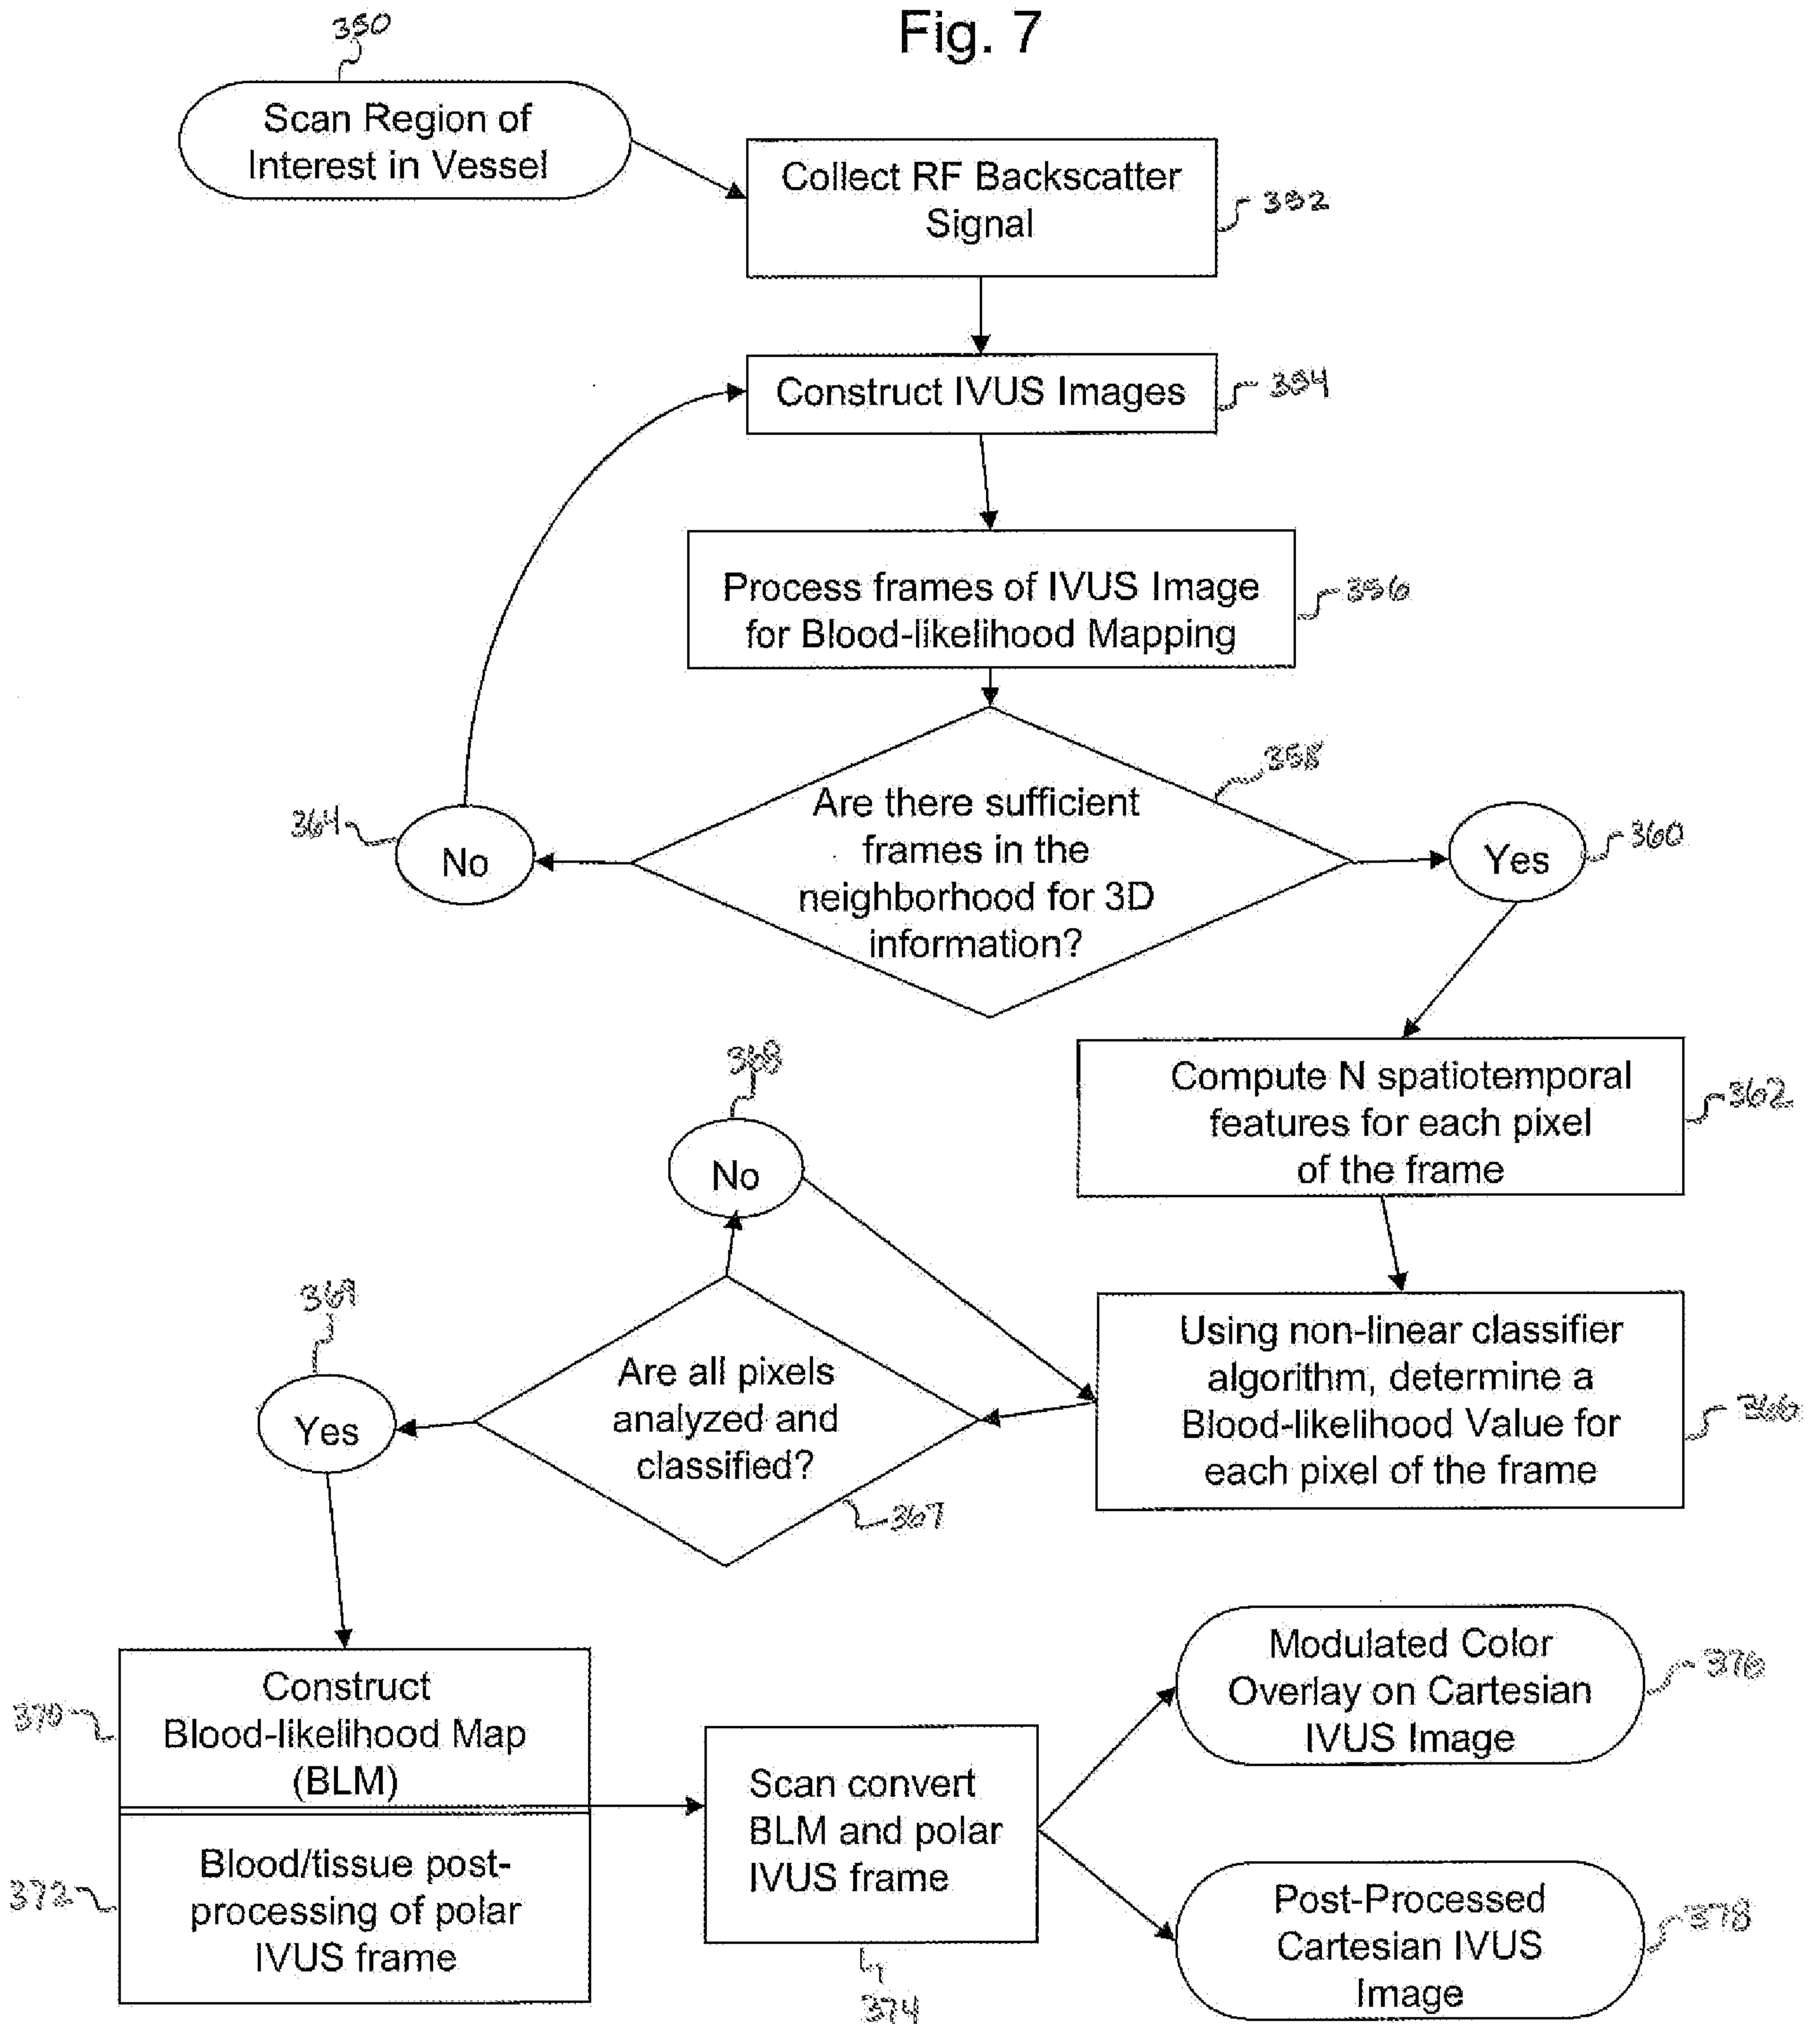 Fig. 7
350
Scan Region of
Interest in Vessel
Collect RF Backscatter
Signal
352
Construct IVUS Images
354
Process frames of IVUS Image
for Blood-likelihood Mapping
356
358
Are there sufficient
frames in the
neighborhood for 3D
information?
364
No
Yes
360
Compute N spatiotemporal
features for each pixel
of the frame
362
368
No
369
Yes
Are all pixels
analyzed and
classified?
367
Using non-linear classifier
algorithm, determine a
Blood-likelihood Value for
each pixel of the frame
366
370
Construct
Blood-likelihood Map
(BLM)
372
Blood/tissue post-
processing of polar
IVUS frame
Scan convert
BLM and polar
IVUS frame
374
Modulated Color
Overlay on Cartesian
IVUS Image
376
Post-Processed
Cartesian IVUS
Image
378